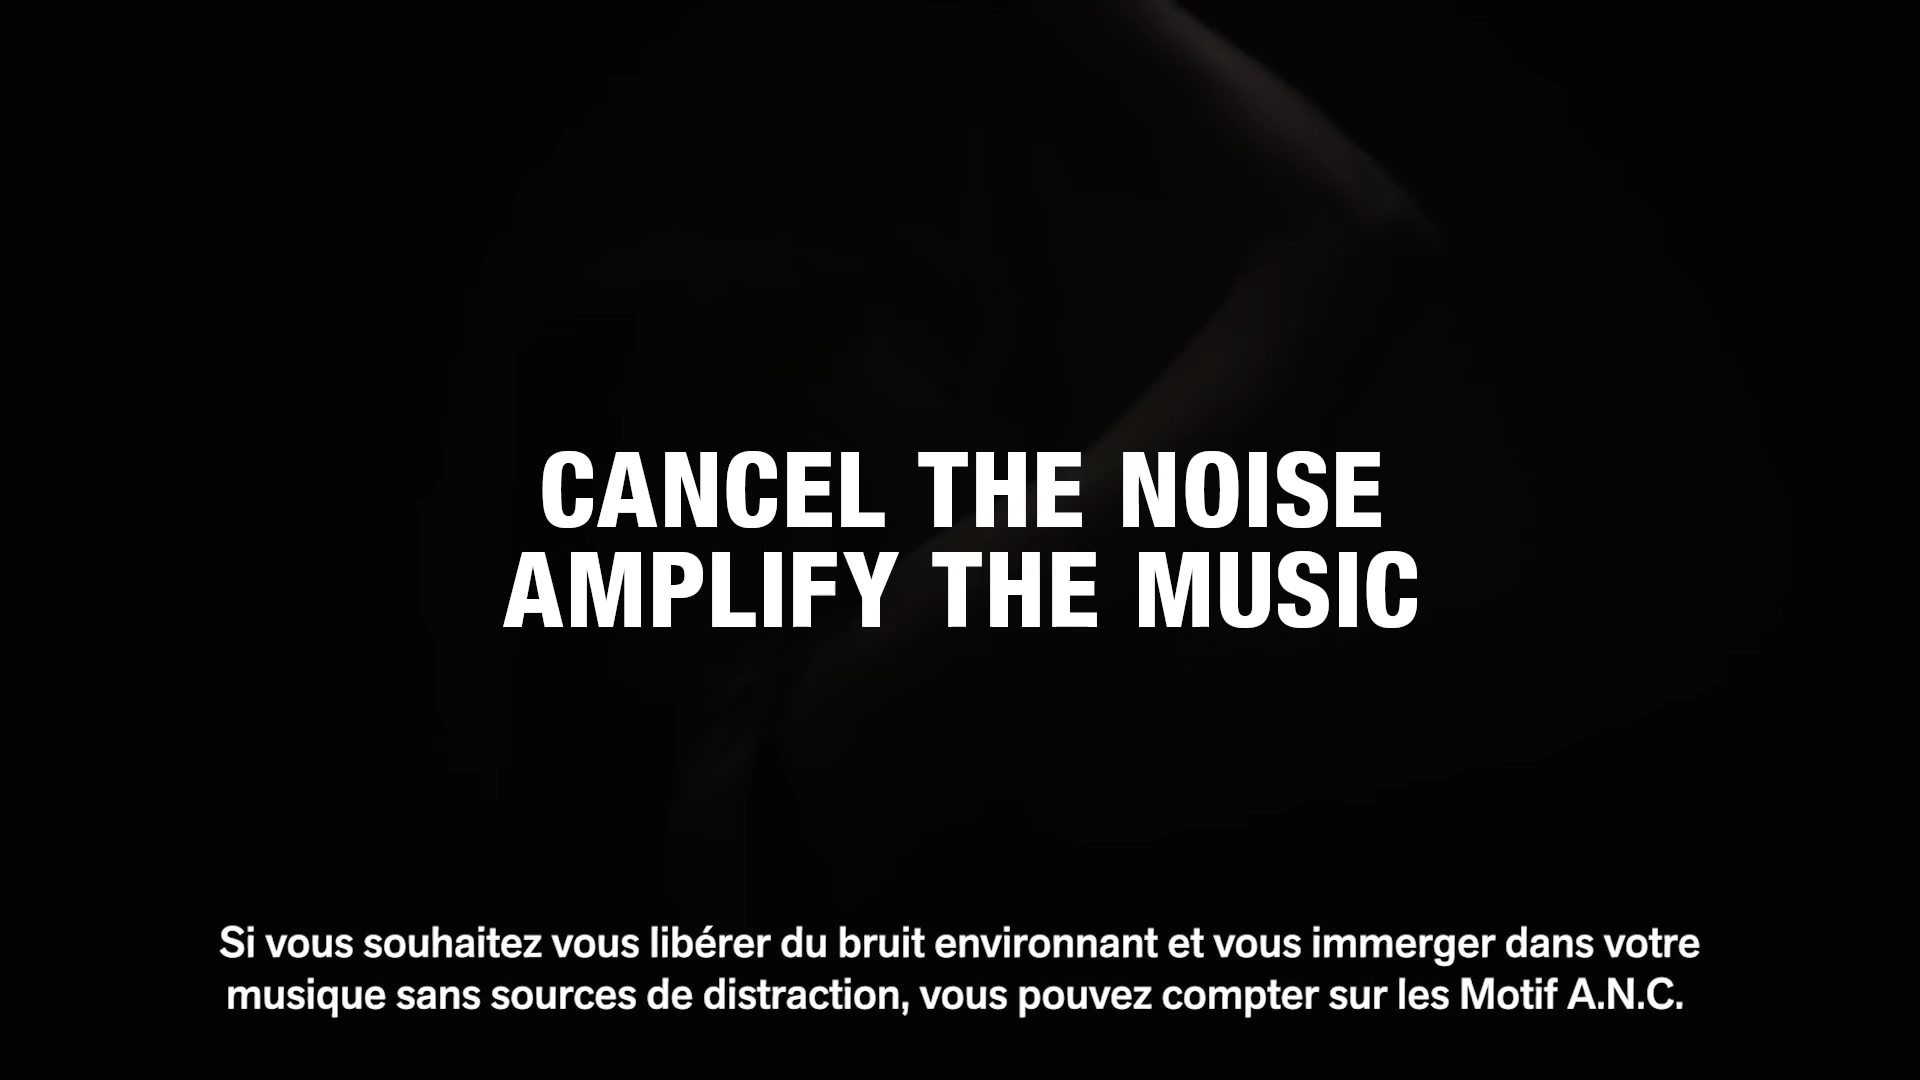 CANCEL THE NOISE
AMPLIFY THE MUSIC
Si vous souhaitez vous libérer du bruit environnant et vous immerger dans votre
musique sans sources de distraction, vous pouvez compter sur les Motif A.N.C.